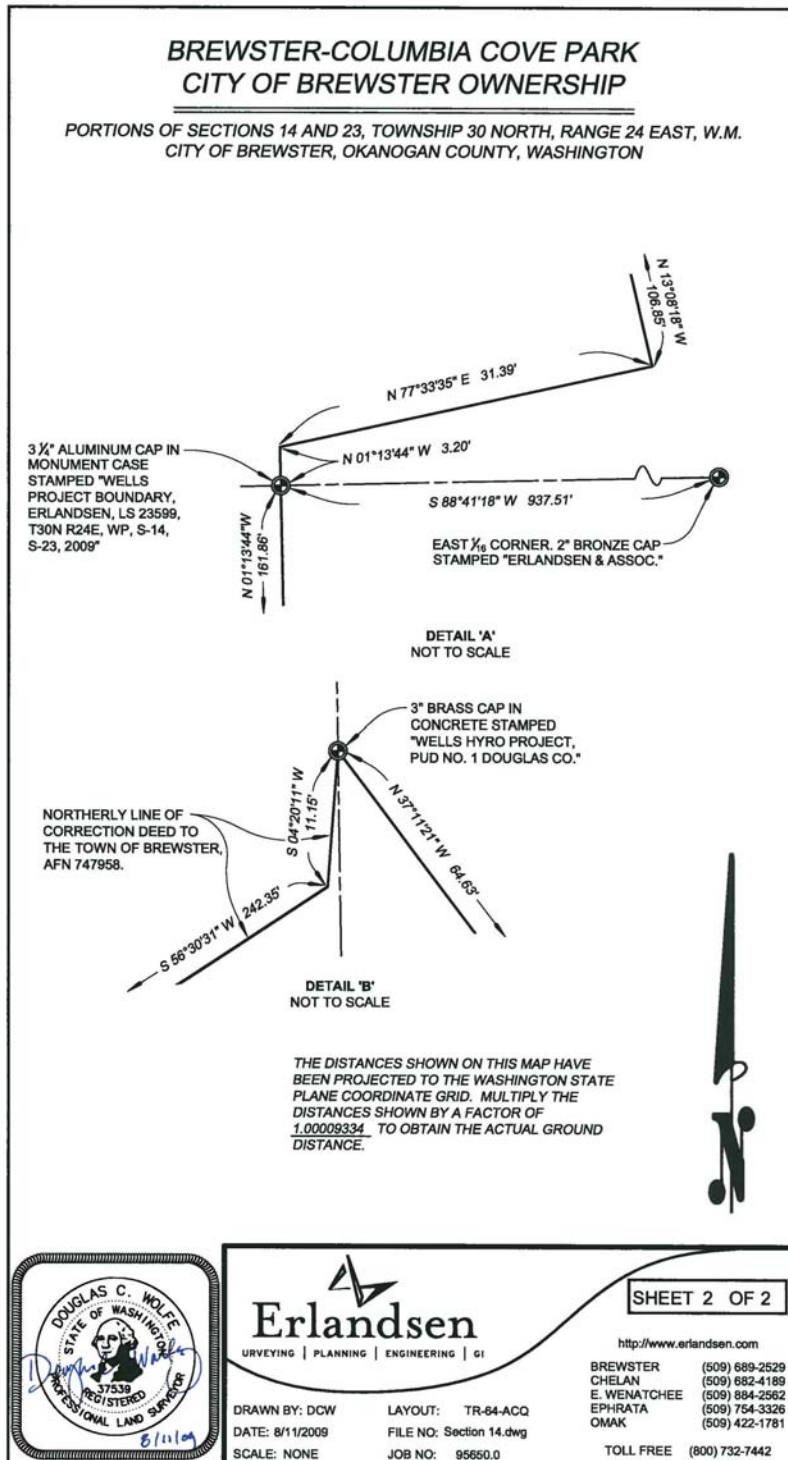 BREWSTER-COLUMBIA COVE PARK
CITY OF BREWSTER OWNERSHIP
PORTIONS OF SECTIONS 14 AND 23, TOWNSHIP 30 NORTH, RANGE 24 EAST, W.M.
CITY OF BREWSTER, OKANOGAN COUNTY, WASHINGTON
N 13°08'18" W
106.85'
N 77°33'35" E 31.39'
3 ¼" ALUMINUM CAP IN
MONUMENT CASE
STAMPED "WELLS
PROJECT BOUNDARY,
ERLANDSEN, LS 23599,
T30N R24E, WP, S-14,
S-23, 2009"
N 01°13'44" W 3.20'
S 88°41'18" W 937.51'
N 01°13'44"W
161.86'
EAST 1/16 CORNER. 2" BRONZE CAP
STAMPED "ERLANDSEN & ASSOC."
DETAIL 'A'
NOT TO SCALE
3" BRASS CAP IN
CONCRETE STAMPED
"WELLS HYRO PROJECT,
PUD NO. 1 DOUGLAS CO."
NORTHERLY LINE OF
CORRECTION DEED TO
THE TOWN OF BREWSTER,
AFN 747958.
S 04°20'11" W
11.15'
N 37°11'21" W 64.63'
S 56°30'31" W 242.35'
DETAIL 'B'
NOT TO SCALE
THE DISTANCES SHOWN ON THIS MAP HAVE
BEEN PROJECTED TO THE WASHINGTON STATE
PLANE COORDINATE GRID. MULTIPLY THE
DISTANCES SHOWN BY A FACTOR OF
1.00009334 TO OBTAIN THE ACTUAL GROUND
DISTANCE.
N
DOUGLAS C. WOLFE
STATE OF WASHINGTON
37539
REGISTERED
PROFESSIONAL LAND SURVEYOR
8/11/09
Erlandsen
URVEYING | PLANNING | ENGINEERING | GI
DRAWN BY: DCW LAYOUT: TR-64-ACQ
DATE: 8/11/2009 FILE NO: Section 14.dwg
SCALE: NONE JOB NO: 95650.0
SHEET 2 OF 2
http://www.erlandsen.com
BREWSTER (509) 689-2529
CHELAN (509) 682-4189
E. WENATCHEE (509) 884-2562
EPHRATA (509) 754-3326
OMAK (509) 422-1781
TOLL FREE (800) 732-7442